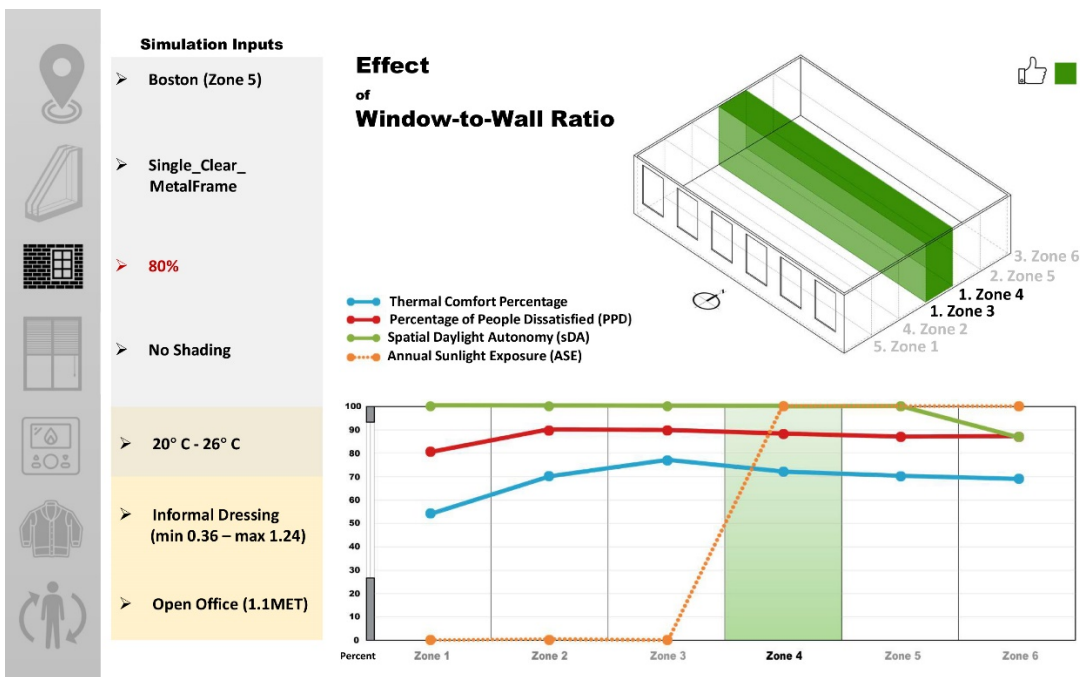 Simulation Inputs
➢ Boston (Zone 5)
➢ Single_Clear_
MetalFrame
➢ 80%
➢ No Shading
➢ 20° C - 26° C
➢ Informal Dressing
(min 0.36 – max 1.24)
➢ Open Office (1.1MET)
Effect
of
Window-to-Wall Ratio
3. Zone 6
2. Zone 5
1. Zone 4
1. Zone 3
4. Zone 2
5. Zone 1
Thermal Comfort Percentage
Percentage of People Dissatisfied (PPD)
Spatial Daylight Autonomy (sDA)
Annual Sunlight Exposure (ASE)
100
90
80
70
60
50
40
30
20
10
0
Percent
Zone 1
Zone 2
Zone 3
Zone 4
Zone 5
Zone 6